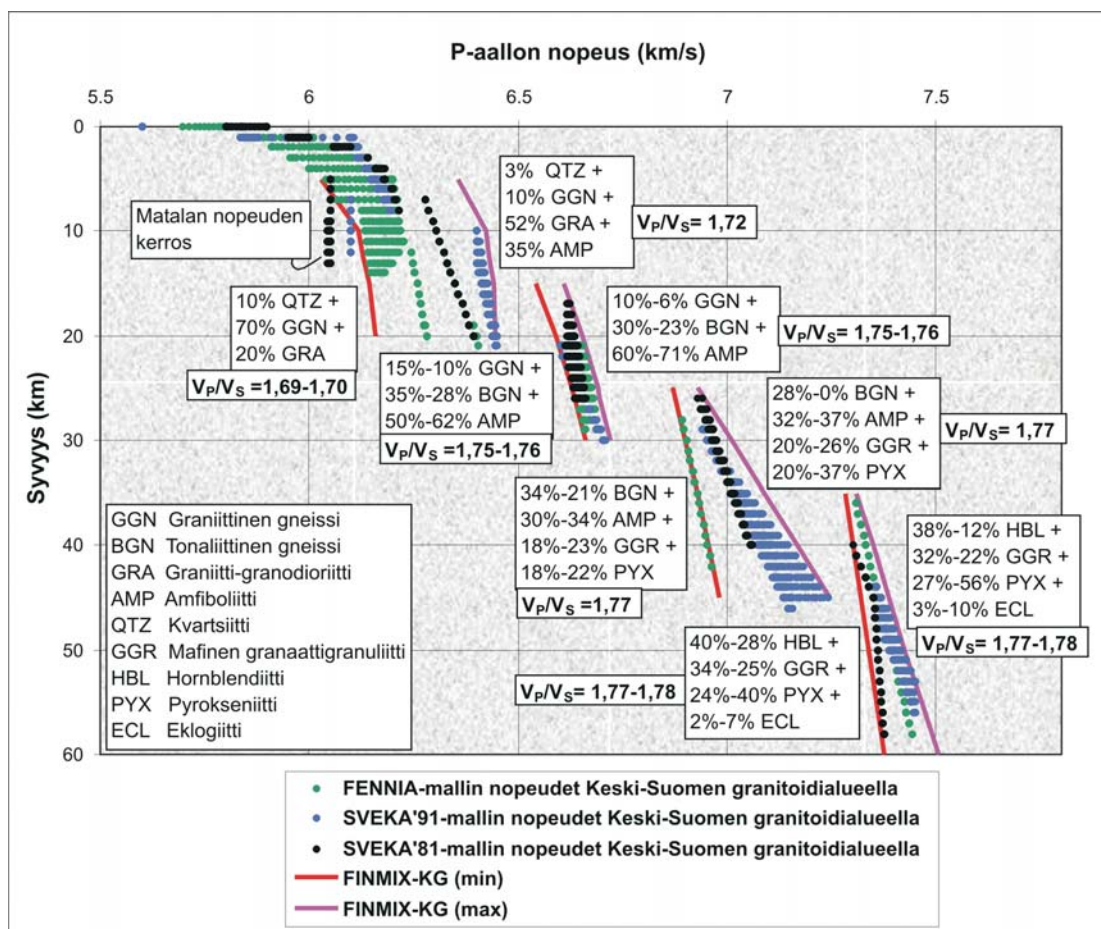 P-aallon nopeus (km/s)
5.5 6 6.5 7 7.5
Syvyys (km)
0
10
20
30
40
50
60
Matalan nopeuden
kerros
10% QTZ +
70% GGN +
20% GRA
VP/VS =1,69-1,70
3% QTZ +
10% GGN +
52% GRA +
35% AMP
VP/VS= 1,72
15%-10% GGN +
35%-28% BGN +
50%-62% AMP
VP/VS =1,75-1,76
10%-6% GGN +
30%-23% BGN +
60%-71% AMP
VP/VS= 1,75-1,76
34%-21% BGN +
30%-34% AMP +
18%-23% GGR +
18%-22% PYX
VP/VS =1,77
28%-0% BGN +
32%-37% AMP +
20%-26% GGR +
20%-37% PYX
VP/VS= 1,77
40%-28% HBL +
34%-25% GGR +
24%-40% PYX +
2%-7% ECL
VP/VS= 1,77-1,78
38%-12% HBL +
32%-22% GGR +
27%-56% PYX +
3%-10% ECL
VP/VS= 1,77-1,78
GGN Graniittinen gneissi
BGN Tonaliittinen gneissi
GRA Graniitti-granodioriitti
AMP Amfiboliitti
QTZ Kvartsiitti
GGR Mafinen granaattigranuliitti
HBL Hornblendiitti
PYX Pyrokseniitti
ECL Eklogiitti
FENNIA-mallin nopeudet Keski-Suomen granitoidialueella
SVEKA'91-mallin nopeudet Keski-Suomen granitoidialueella
SVEKA'81-mallin nopeudet Keski-Suomen granitoidialueella
FINMIX-KG (min)
FINMIX-KG (max)